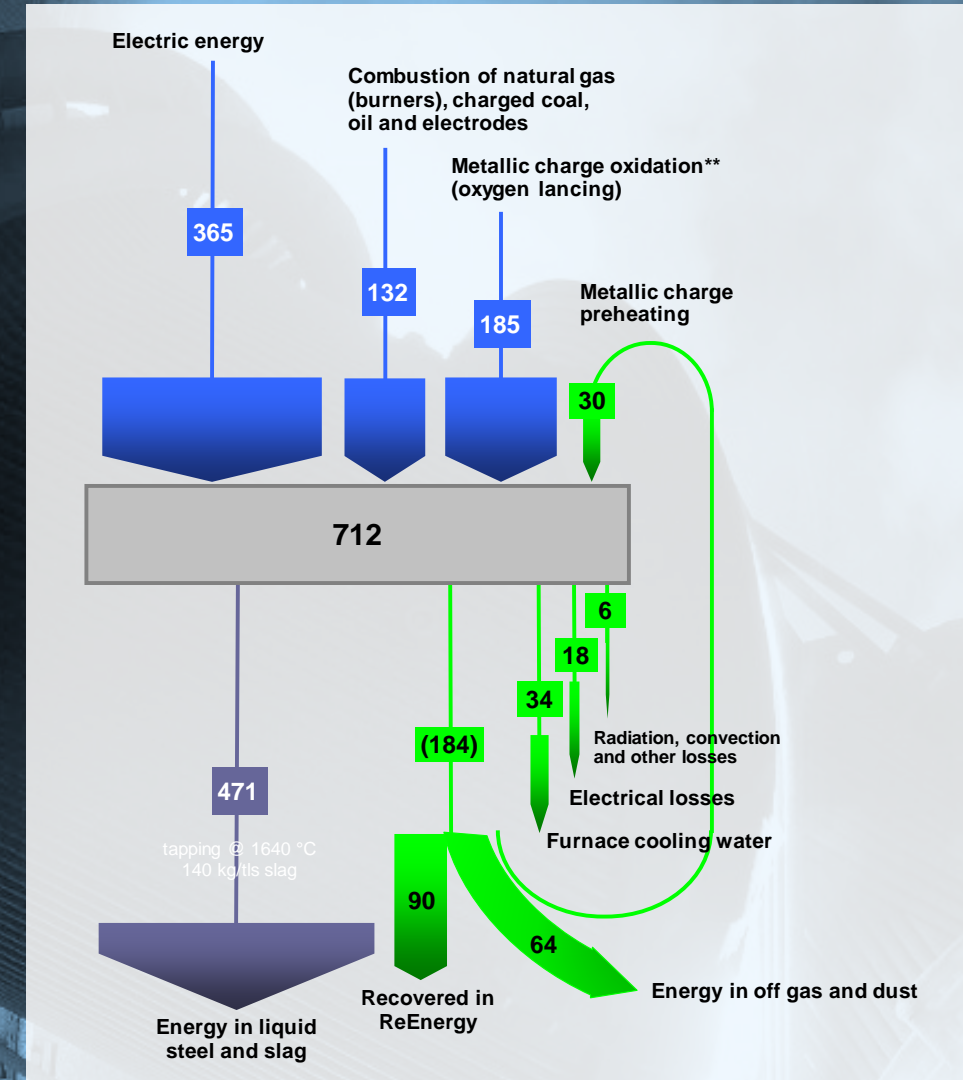 Electric energy
Combustion of natural gas
(burners), charged coal,
oil and electrodes
Metallic charge oxidation**
(oxygen lancing)
365
132
185
Metallic charge
preheating
30
712
6
18
34
(184)
Radiation, convection
and other losses
Electrical losses
Furnace cooling water
471
tapping @ 1640 °C
140 kg/tls slag
90
64
Energy in liquid
steel and slag
Recovered in
ReEnergy
Energy in off gas and dust